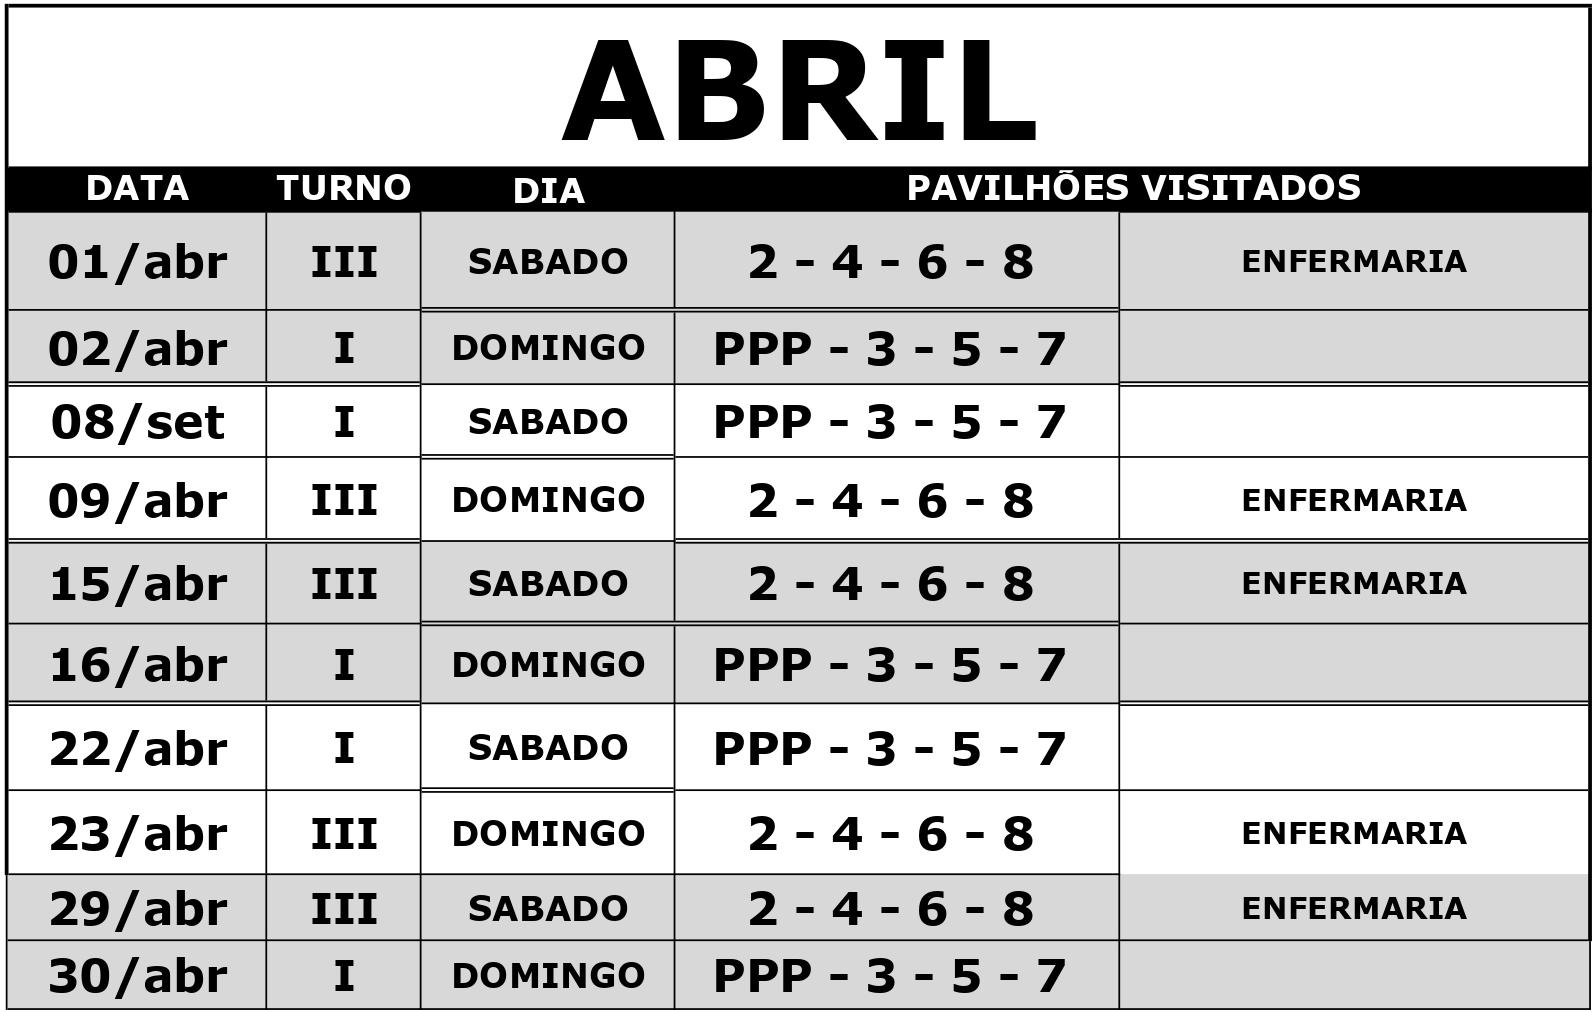 ABRIL
DATA TURNO DIA PAVILHÕES VISITADOS
01/abr III SABADO 2 - 4 - 6 - 8 ENFERMARIA
02/abr I DOMINGO PPP - 3 - 5 - 7
08/set I SABADO PPP - 3 - 5 - 7
09/abr III DOMINGO 2 - 4 - 6 - 8 ENFERMARIA
15/abr III SABADO 2 - 4 - 6 - 8 ENFERMARIA
16/abr I DOMINGO PPP - 3 - 5 - 7
22/abr I SABADO PPP - 3 - 5 - 7
23/abr III DOMINGO 2 - 4 - 6 - 8 ENFERMARIA
29/abr III SABADO 2 - 4 - 6 - 8 ENFERMARIA
30/abr I DOMINGO PPP - 3 - 5 - 7